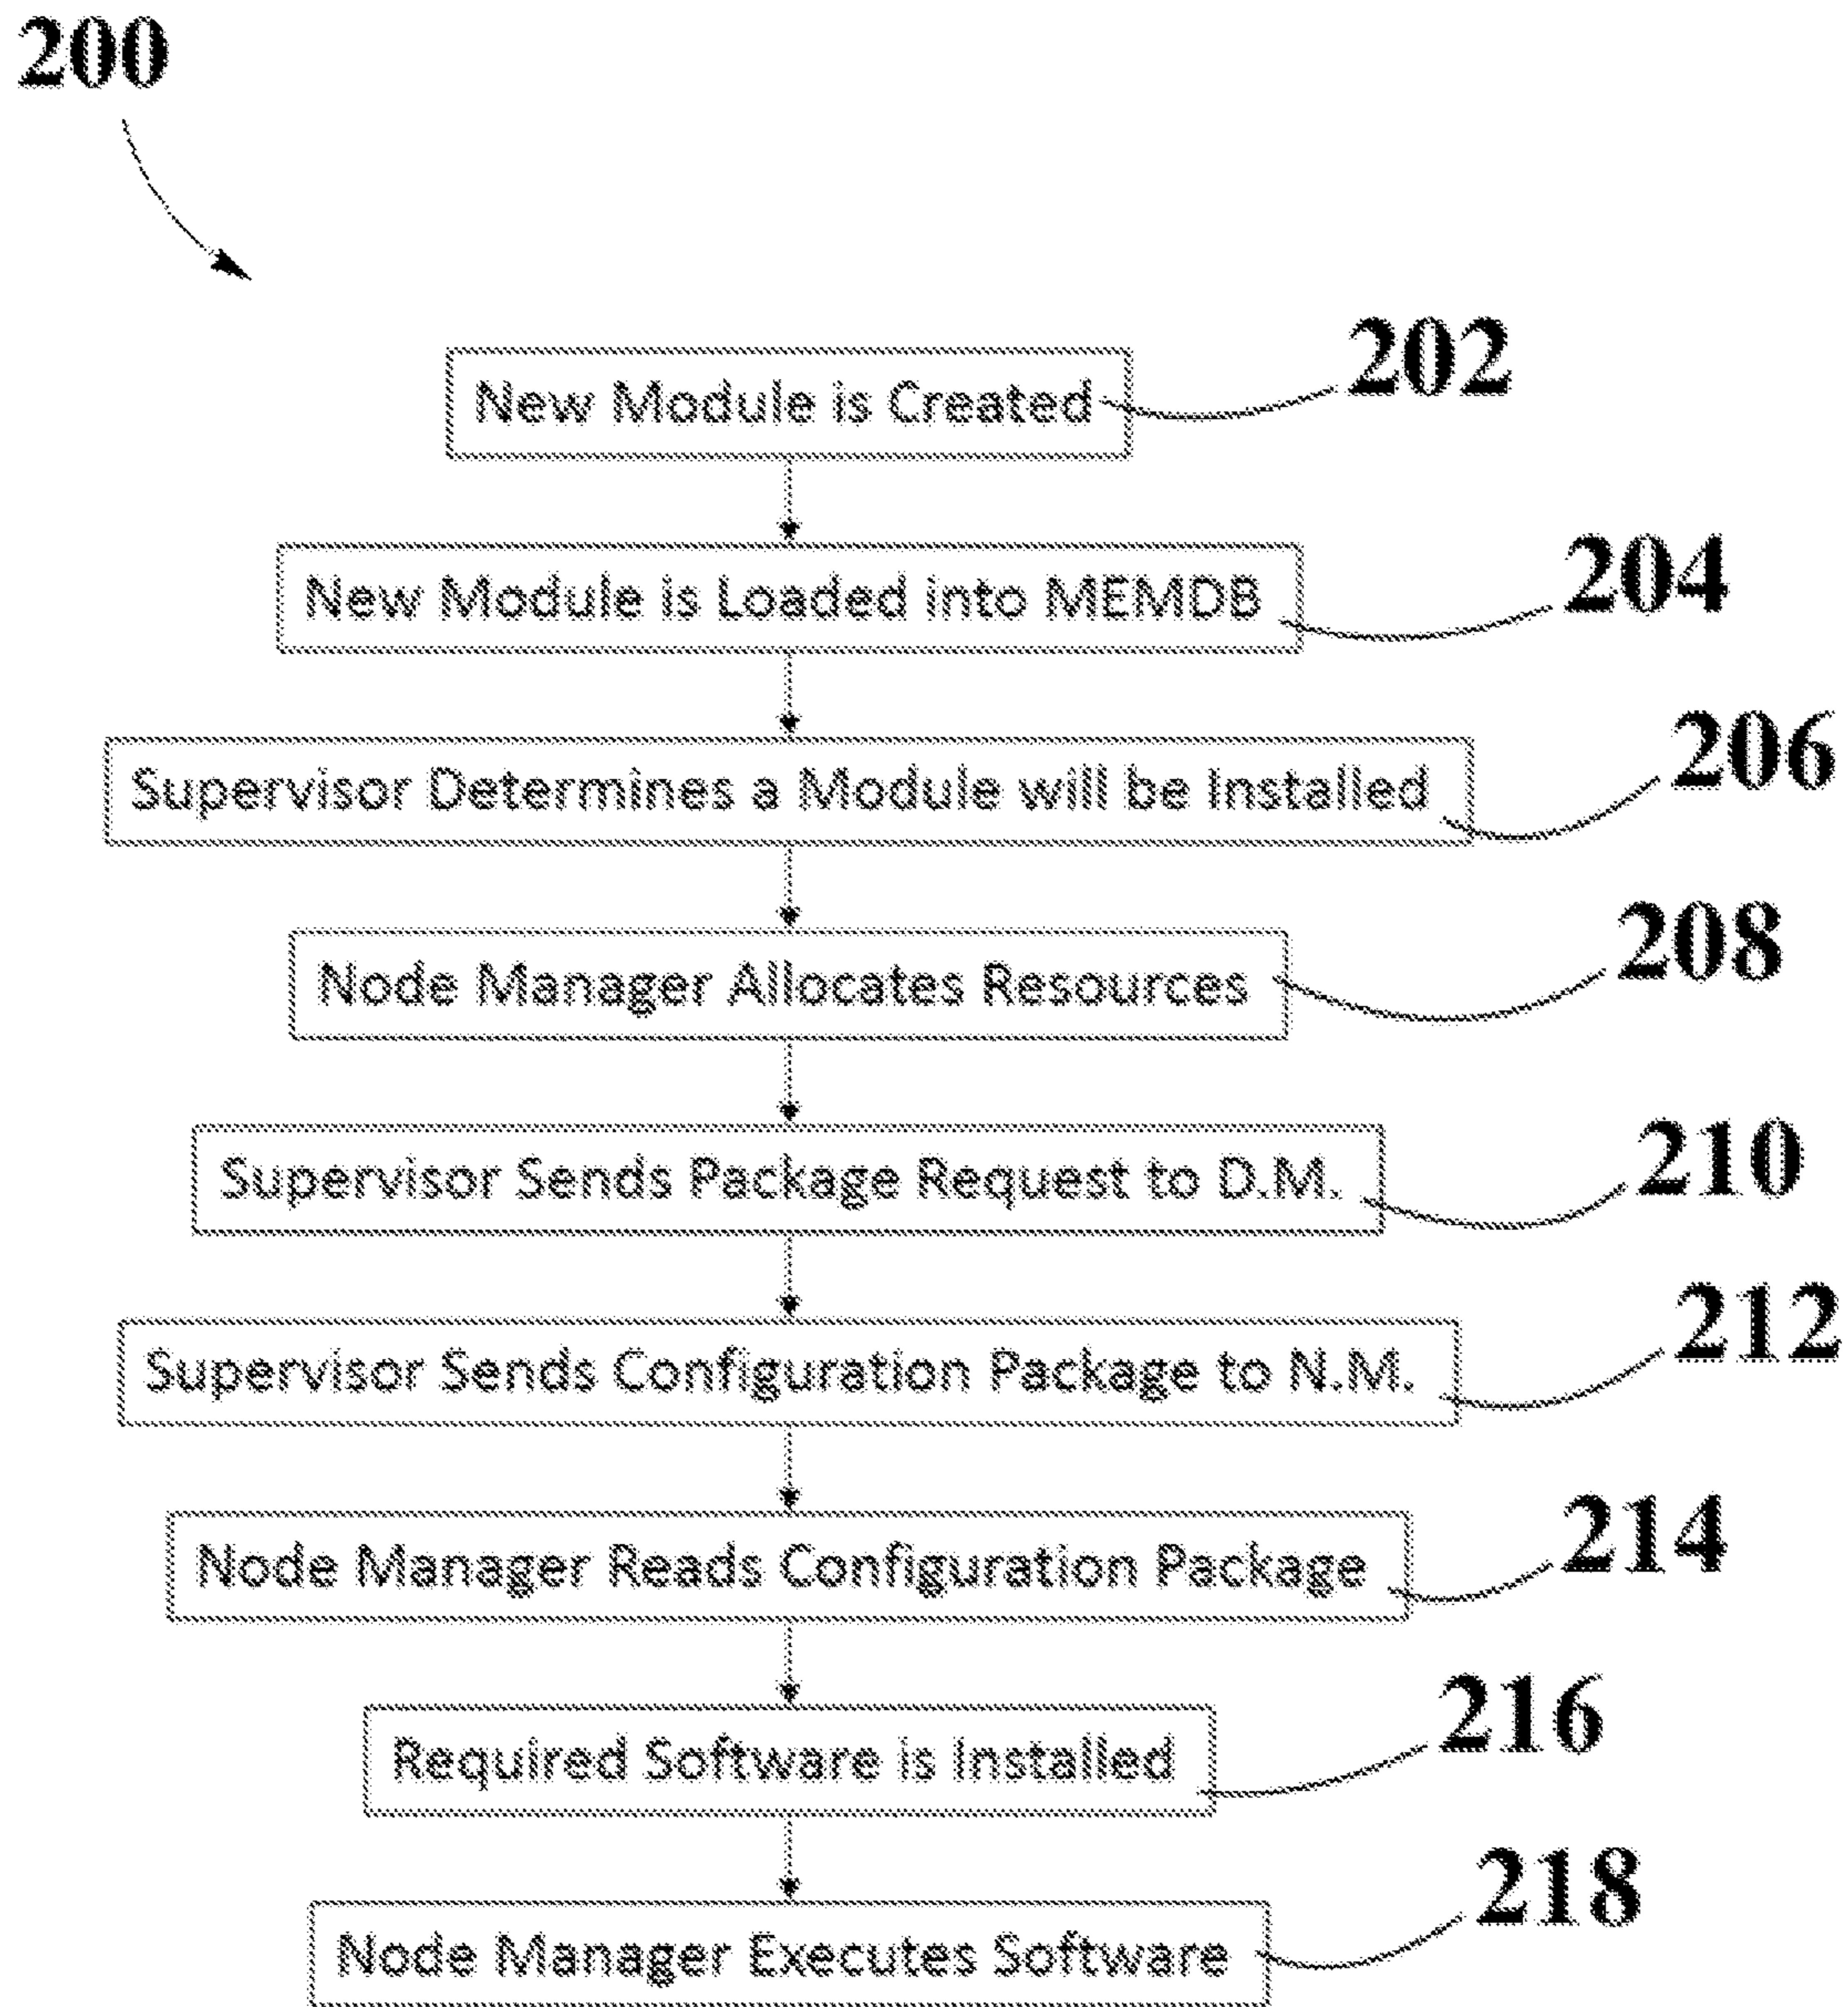 200
New Module is Created 202
New Module is Loaded into MEMDB 204
Supervisor Determines a Module will be Installed 206
Node Manager Allocates Resources 208
Supervisor Sends Package Request to D.M. 210
Supervisor Sends Configuration Package to N.M. 212
Node Manager Reads Configuration Package 214
Required Software is Installed 216
Node Manager Executes Software 218